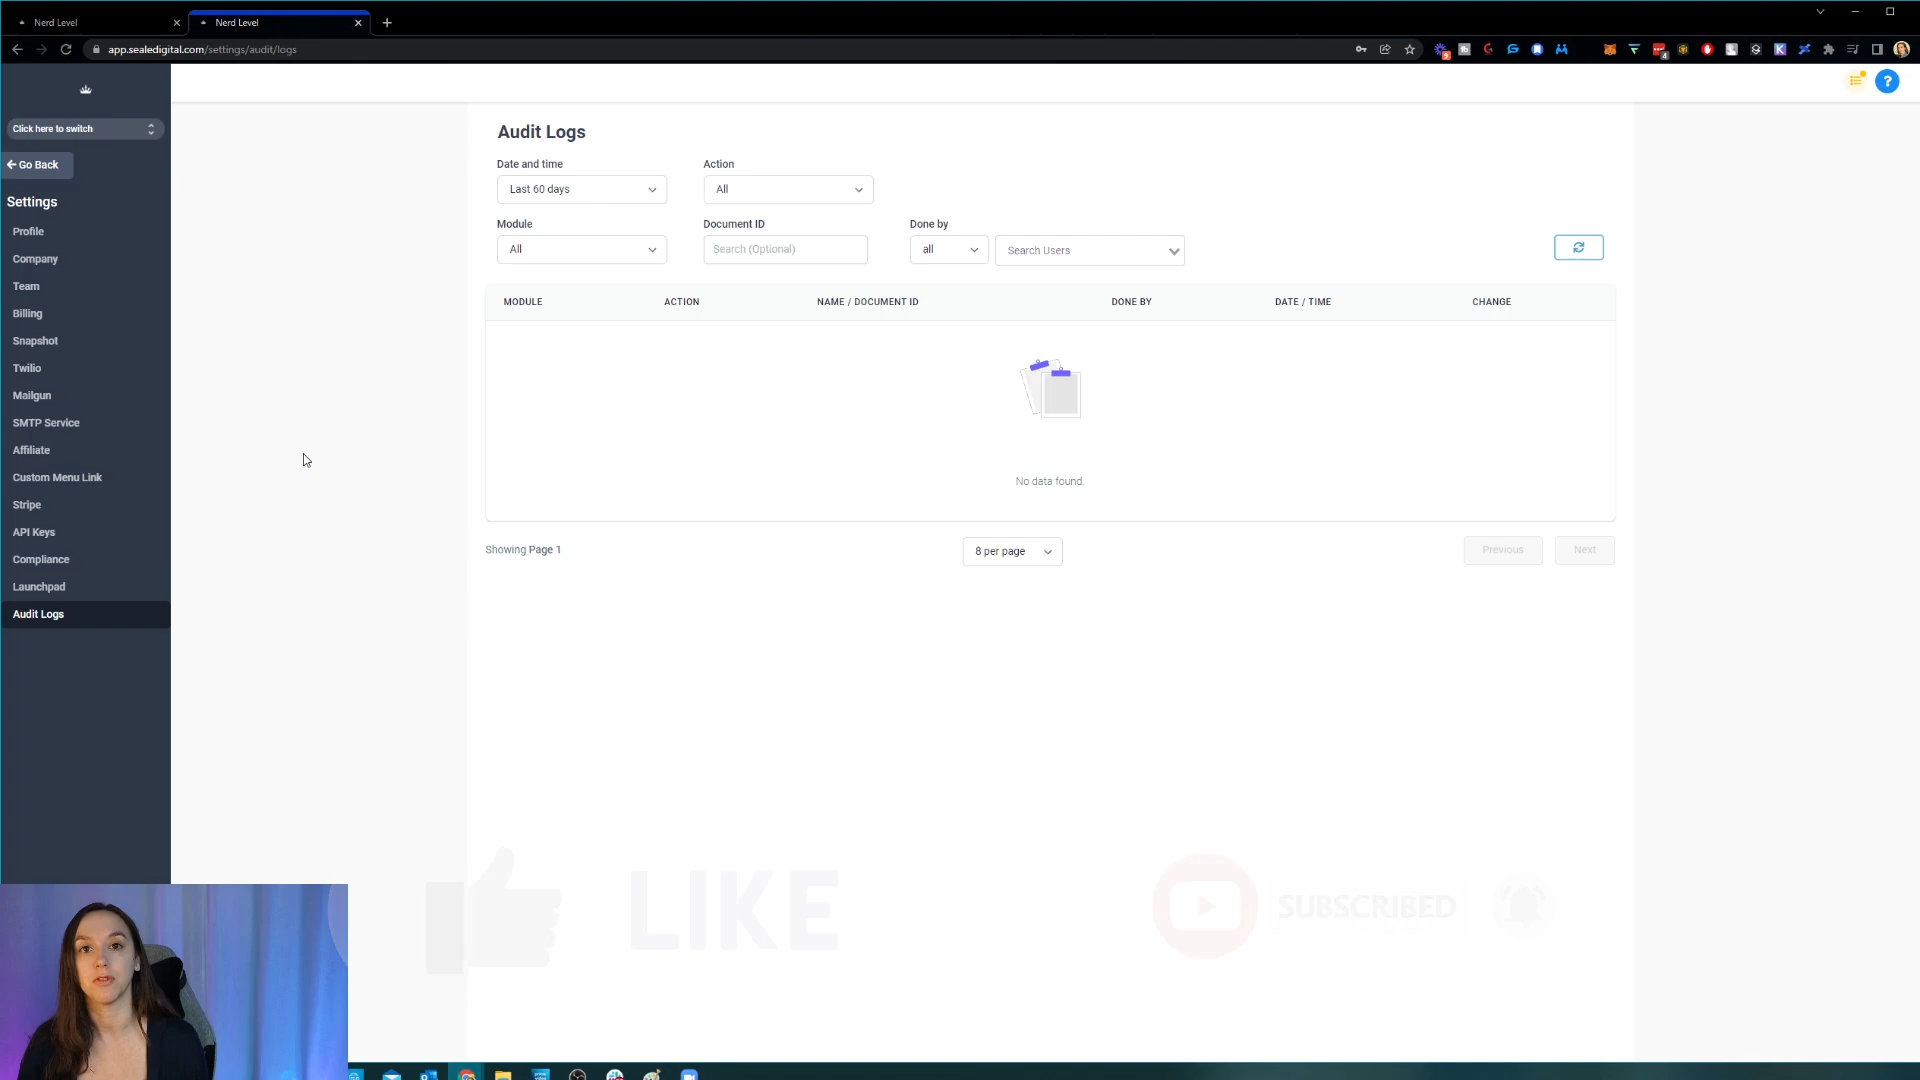 Nerd Level
Nerd Level
app.sealedigital.com/settings/audit/logs
9
4
Click here to switch
Go Back
Settings
Profile
Company
Team
Billing
Snapshot
Twilio
Mailgun
SMTP Service
Affiliate
Custom Menu Link
Stripe
API Keys
Compliance
Launchpad
Audit Logs
?
Audit Logs
Date and time
Action
Last 60 days
All
Module
Document ID
Done by
All
Search (Optional)
all
Search Users
MODULE ACTION NAME / DOCUMENT ID DONE BY DATE / TIME CHANGE
No data found.
Showing Page 1
8 per page
Previous
Next
LIKE
SUBSCRIBED